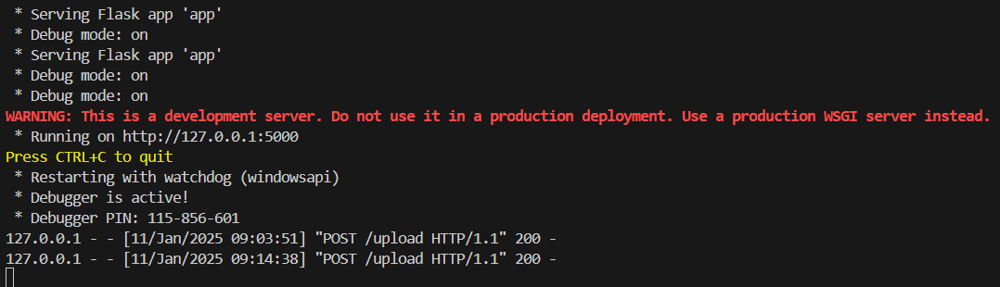 * Serving Flask app 'app'
* Debug mode: on
* Serving Flask app 'app'
* Debug mode: on
* Debug mode: on
WARNING: This is a development server. Do not use it in a production deployment. Use a production WSGI server instead.
* Running on http://127.0.0.1:5000
Press CTRL+C to quit
* Restarting with watchdog (windowsapi)
* Debugger is active!
* Debugger PIN: 115-856-601
127.0.0.1 - - [11/Jan/2025 09:03:51] "POST /upload HTTP/1.1" 200 -
127.0.0.1 - - [11/Jan/2025 09:14:38] "POST /upload HTTP/1.1" 200 -